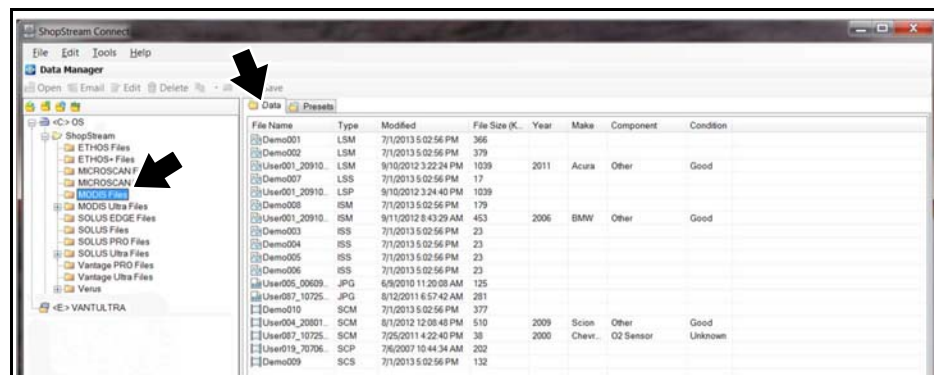 ShopStream Connect
File Edit Tools Help
Data Manager
Open Email Edit Delete
Data Presets
<C> OS
ShopStream
ETHOS Files
ETHOS+ Files
MICROSCAN
MICROSCAN
MODIS Files
MODIS Ultra Files
SOLUS EDGE Files
SOLUS Files
SOLUS PRO Files
SOLUS Ultra Files
Vantage PRO Files
Vantage Ultra Files
Verus
<E> VANTULTRA
File Name Type Modified File Size (K... Year Make Component Condition
Demo001 LSM 7/1/2013 5:02:56 PM 366
Demo002 LSM 7/1/2013 5:02:56 PM 379
User001_20910... LSM 9/10/2012 3:22:24 PM 1039 2011 Acura Other Good
Demo007 LSS 7/1/2013 5:02:56 PM 17
User001_20910... LSP 9/10/2012 3:24:40 PM 1039
Demo008 ISM 7/1/2013 5:02:56 PM 179
User001_20910... ISM 9/11/2012 8:43:29 AM 453 2006 BMW Other Good
Demo003 ISS 7/1/2013 5:02:56 PM 23
Demo004 ISS 7/1/2013 5:02:56 PM 23
Demo005 ISS 7/1/2013 5:02:56 PM 23
Demo006 ISS 7/1/2013 5:02:56 PM 23
User005_00609... JPG 6/9/2010 11:20:08 AM 125
User087_10725... JPG 8/12/2011 6:57:42 AM 281
Demo010 SCM 7/1/2013 5:02:56 PM 377
User004_20801... SCM 8/1/2012 12:08:48 PM 510 2009 Scion Other Good
User087_10725... SCM 7/25/2011 4:22:40 PM 38 2000 Chevr... O2 Sensor Unknown
User019_70706... SCP 7/6/2007 10:44:34 AM 202
Demo009 SCS 7/1/2013 5:02:56 PM 132